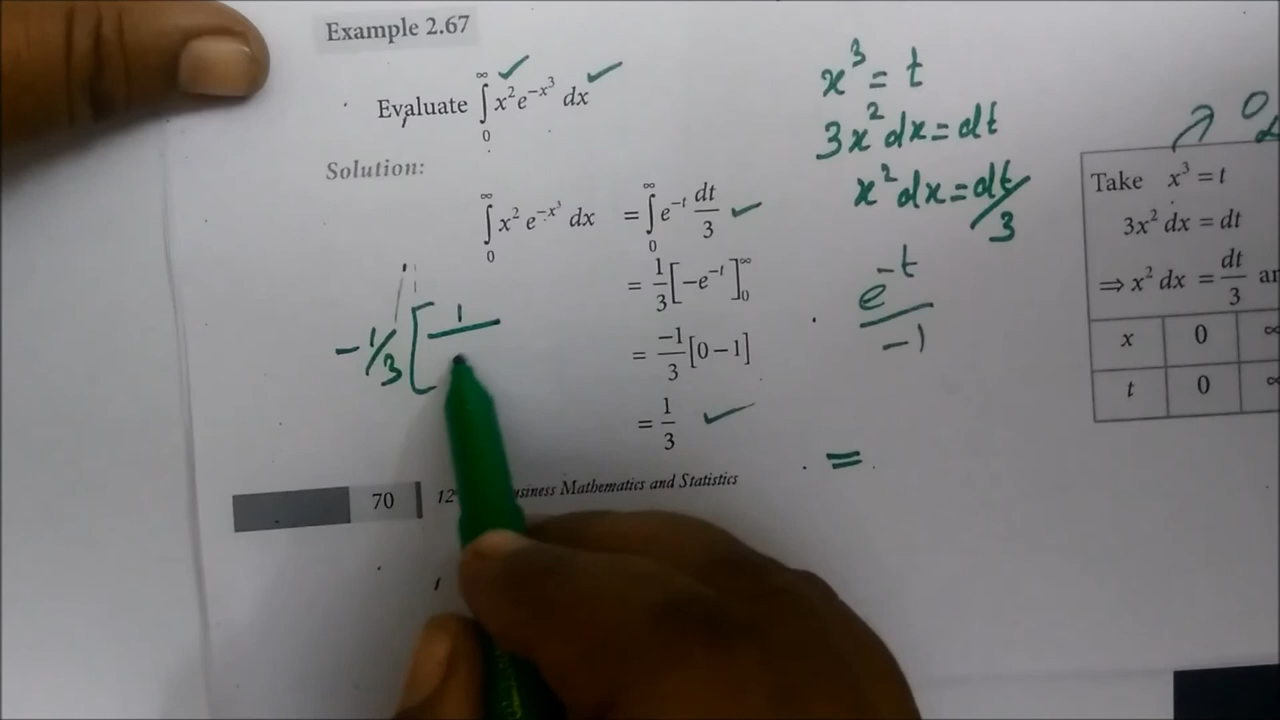 Example 2.67
Evaluate ∫₀^∞ x² e^{-x³} dx
Solution:
∫₀^∞ x² e^{-x³} dx = ∫₀^∞ e^{-t} dt/3
= 1/3 [-e^{-t}]₀^∞
= -1/3 [0 - 1]
= 1/3
-1/3 [ 1/
70
12
Business Mathematics and Statistics
x³ = t
3x² dx = dt
x² dx = dt/3
e^{-t}/-1
=
Take x³ = t
3x² dx = dt
⇒ x² dx = dt/3
x 0 ∞
t 0 ∞